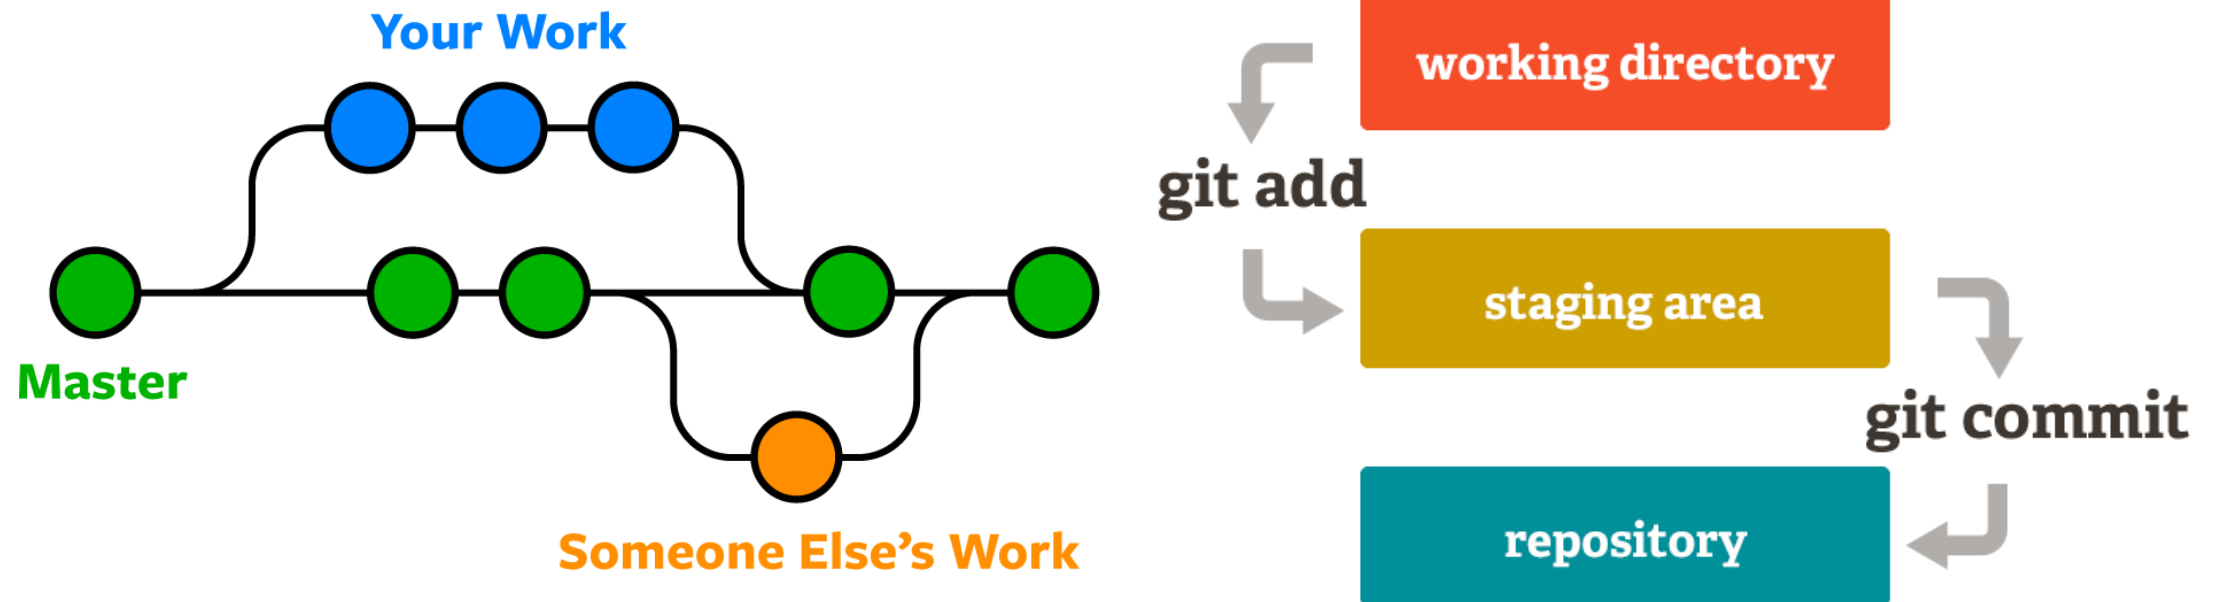 Your Work
Master
Someone Else's Work
working directory
git add
staging area
git commit
repository